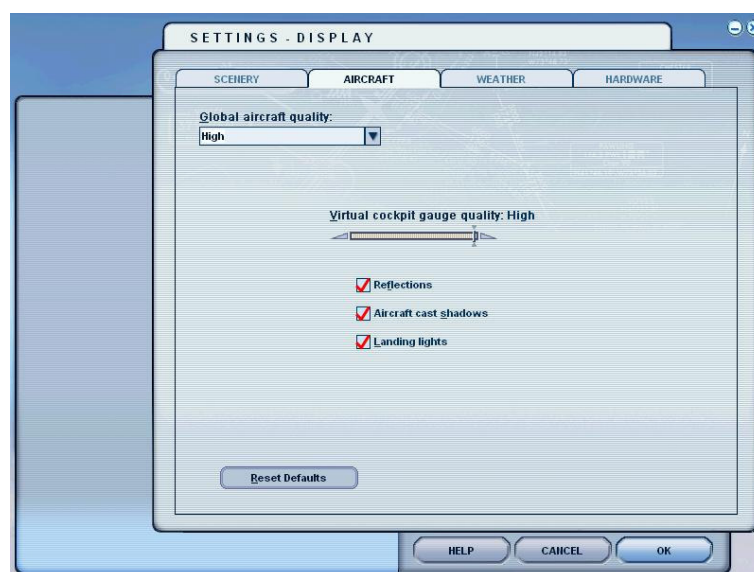 SETTINGS - DISPLAY
SCENERY AIRCRAFT WEATHER HARDWARE
Global aircraft quality:
High
Virtual cockpit gauge quality: High
Reflections
Aircraft cast shadows
Landing lights
Reset Defaults
HELP CANCEL OK